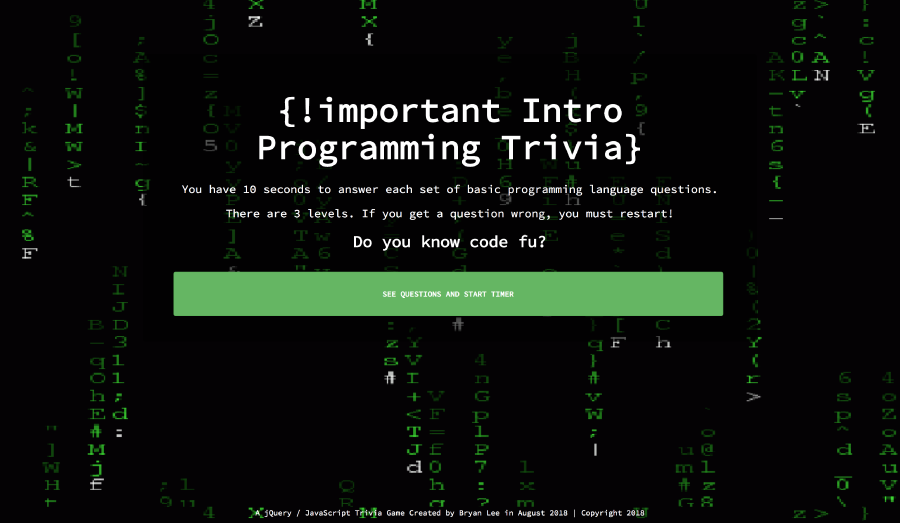 {!important Intro
Programming Trivia}
You have 10 seconds to answer each set of basic programming language questions.
There are 3 levels. If you get a question wrong, you must restart!
Do you know code fu?
SEE QUESTIONS AND START TIMER
A jQuery / JavaScript Trivia Game Created by Bryan Lee in August 2018 | Copyright 2018